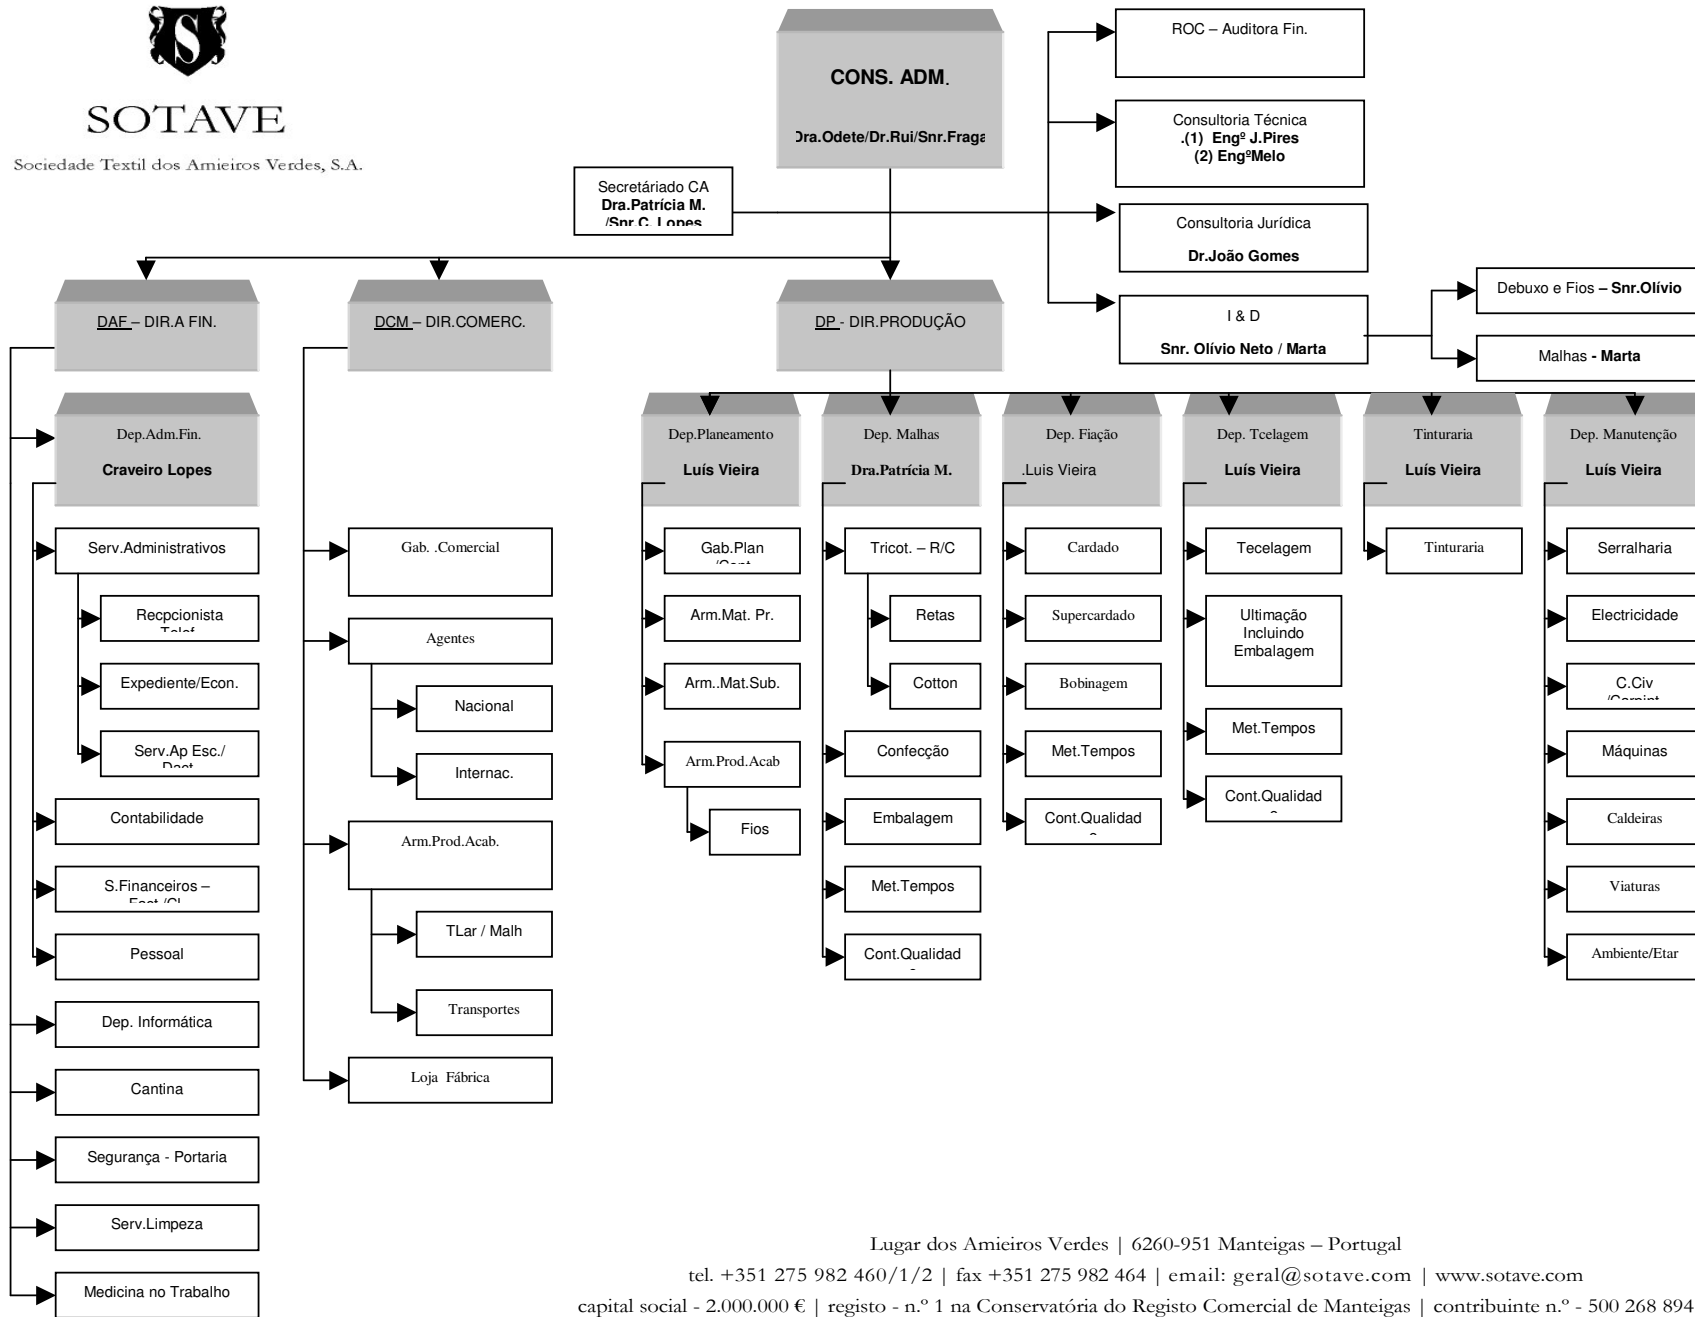 S
SOTAVE
Sociedade Textil dos Amieiros Verdes, S.A.
CONS. ADM.
Dra.Odete/Dr.Rui/Snr.Fraga
Secretáriado CA
Dra.Patrícia M.
/Snr.C. Lopes
ROC – Auditora Fin.
Consultoria Técnica
.(1) Engº J.Pires
(2) EngºMelo
Consultoria Jurídica
Dr.João Gomes
I & D
Snr. Olívio Neto / Marta
Debuxo e Fios – Snr.Olívio
Malhas - Marta
DAF – DIR.A FIN.
DCM – DIR.COMERC.
DP - DIR.PRODUÇÃO
Dep.Adm.Fin.
Craveiro Lopes
Serv.Administrativos
Recpcionista
Telef
Expediente/Econ.
Serv.Ap Esc./
Dact
Contabilidade
S.Financeiros –
Pessoal
Dep. Informática
Cantina
Segurança - Portaria
Serv.Limpeza
Medicina no Trabalho
Gab. .Comercial
Agentes
Nacional
Internac.
Arm.Prod.Acab.
TLar / Malh
Transportes
Loja Fábrica
Dep.Planeamento
Luís Vieira
Gab.Plan
/Cont
Arm.Mat. Pr.
Arm..Mat.Sub.
Arm.Prod.Acab
Fios
Dep. Malhas
Dra.Patrícia M.
Tricot. – R/C
Retas
Cotton
Confecção
Embalagem
Met.Tempos
Cont.Qualidad
Dep. Fiação
.Luis Vieira
Cardado
Supercardado
Bobinagem
Met.Tempos
Cont.Qualidad
Dep. Tcelagem
Luís Vieira
Tecelagem
Ultimação
Incluindo
Embalagem
Met.Tempos
Cont.Qualidad
Tinturaria
Luís Vieira
Tinturaria
Dep. Manutenção
Luís Vieira
Serralharia
Electricidade
C.Civ
/Carpint
Máquinas
Caldeiras
Viaturas
Ambiente/Etar
Lugar dos Amieiros Verdes | 6260-951 Manteigas – Portugal
tel. +351 275 982 460/1/2 | fax +351 275 982 464 | email: geral@sotave.com | www.sotave.com
capital social - 2.000.000 € | registo - n.º 1 na Conservatória do Registo Comercial de Manteigas | contribuinte n.º - 500 268 894